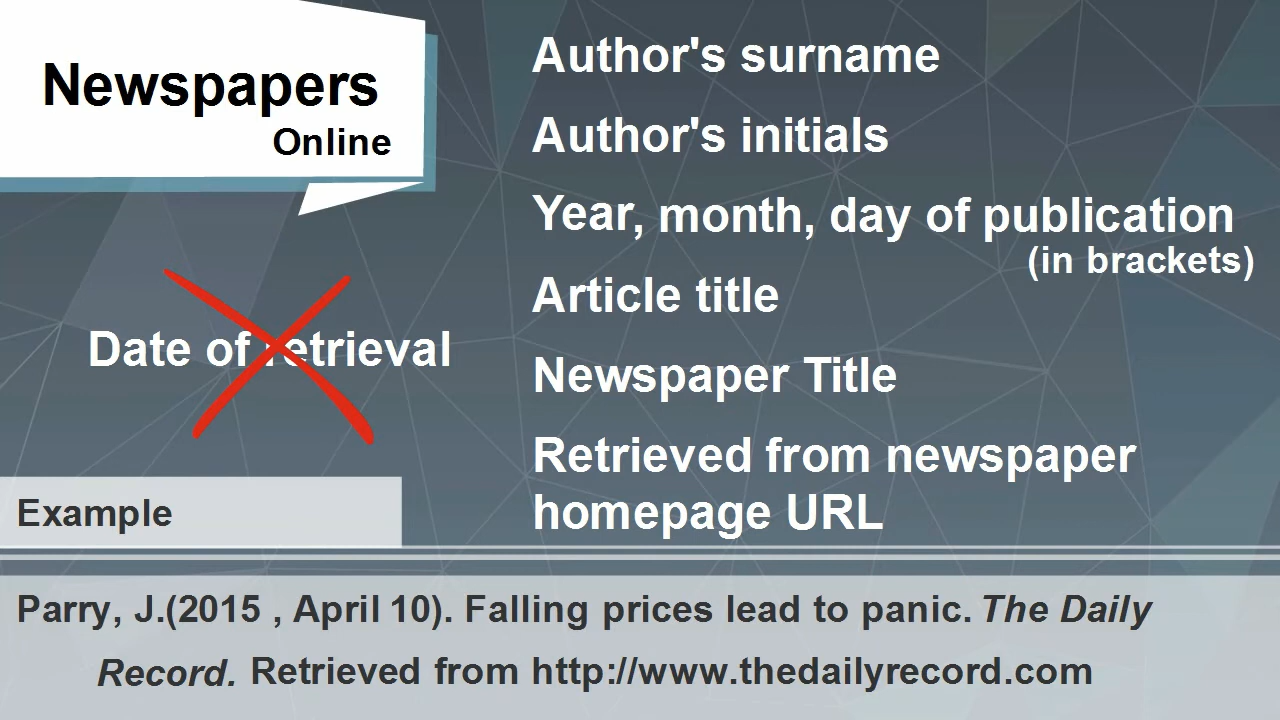 Newspapers
Online
Author's surname
Author's initials
Year, month, day of publication
(in brackets)
Article title
Newspaper Title
Retrieved from newspaper
homepage URL
Date of retrieval
Example
Parry, J.(2015 , April 10). Falling prices lead to panic. The Daily
Record. Retrieved from http://www.thedailyrecord.com